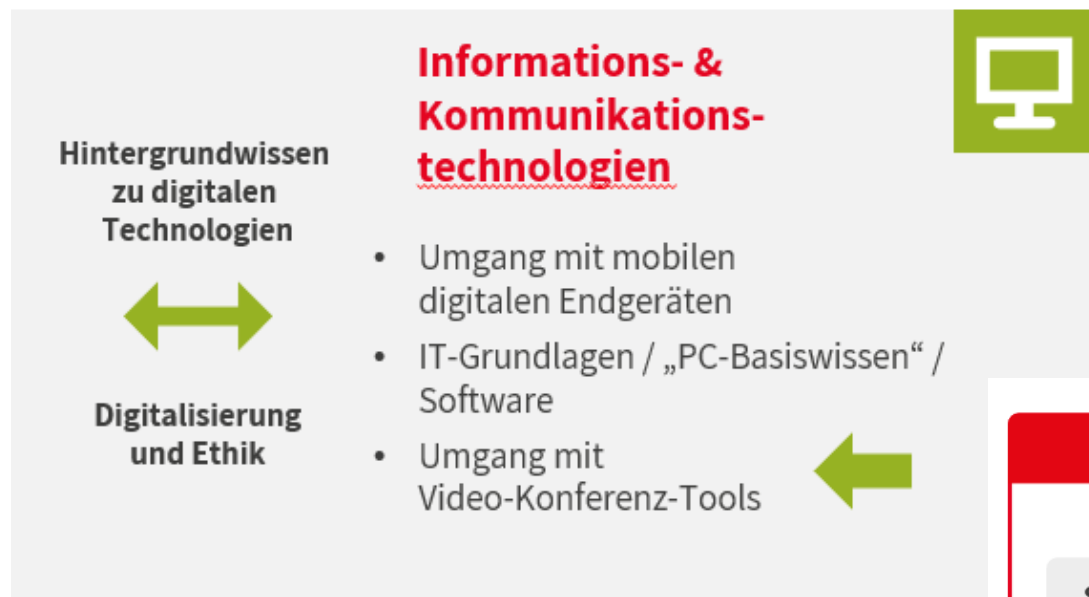 Informations- &
Kommunikations-
technologien
Hintergrundwissen
zu digitalen
Technologien
Digitalisierung
und Ethik
• Umgang mit mobilen
digitalen Endgeräten
• IT-Grundlagen / „PC-Basiswissen“ /
Software
• Umgang mit
Video-Konferenz-Tools